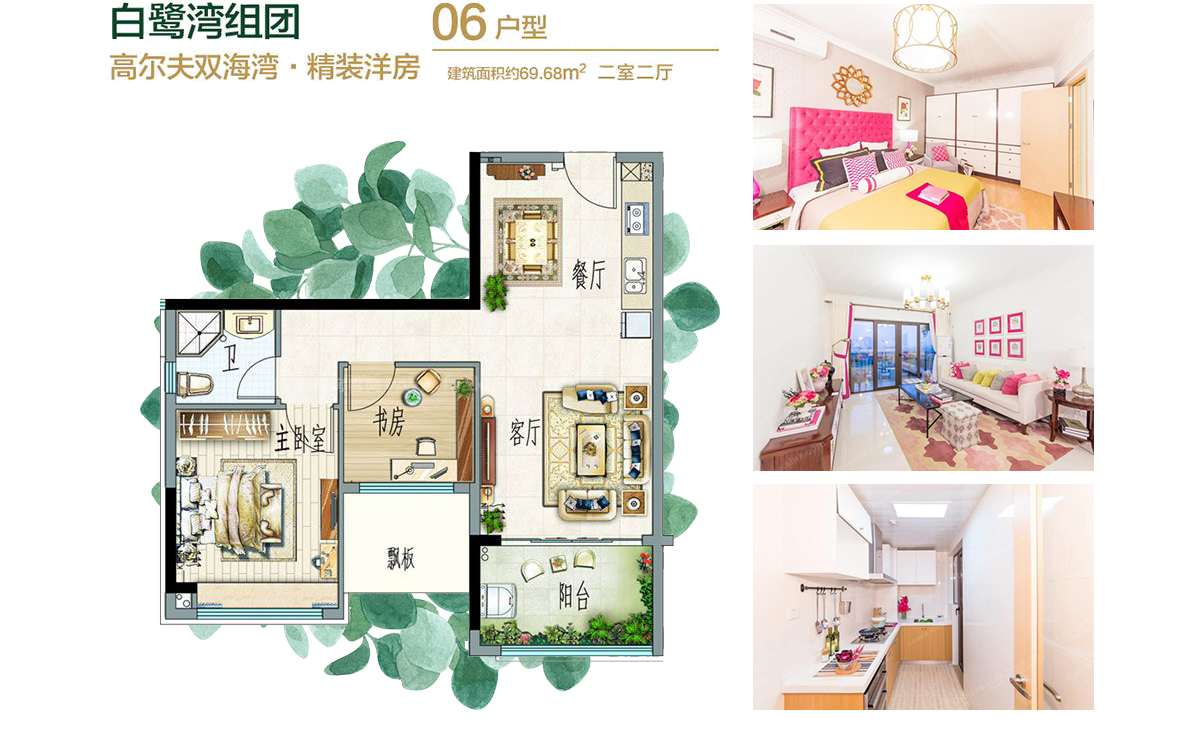 白鹭湾组团
高尔夫双海湾·精装洋房
06 户型
建筑面积约69.68m² 二室二厅
餐厅
卫
主卧室
书房
客厅
飘板
阳台